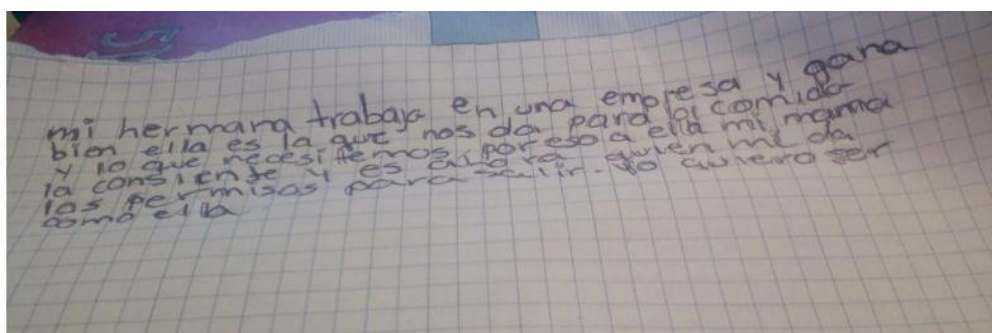 mi hermana trabaja en una empresa y gana
bien ella es la que nos da para la comida
y lo que necesitemos, por eso a ella mi mamá
la consiente y es ahora quien me da
los permisos para salir. Yo quiero ser
como ella